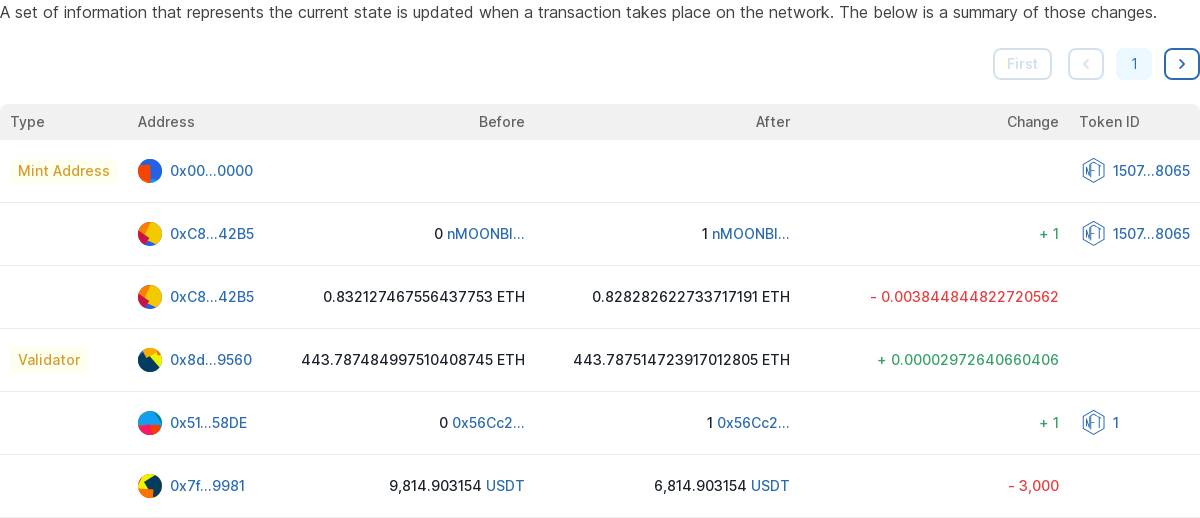 A set of information that represents the current state is updated when a transaction takes place on the network. The below is a summary of those changes.
First 1
Type Address Before After Change Token ID
Mint Address 0x00...0000 NFT 1507...8065
0xC8...42B5 0 nMOONBI... 1 nMOONBI... + 1 NFT 1507...8065
0xC8...42B5 0.832127467556437753 ETH 0.828282622733717191 ETH - 0.003844844822720562
Validator 0x8d...9560 443.787484997510408745 ETH 443.787514723917012805 ETH + 0.00002972640660406
0x51...58DE 0 0x56Cc2... 1 0x56Cc2... + 1 NFT 1
0x7f...9981 9,814.903154 USDT 6,814.903154 USDT - 3,000